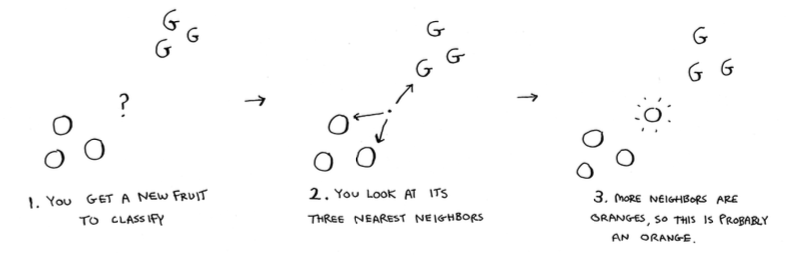 G
G
G
?
O
O
O
1. YOU GET A NEW FRUIT
TO CLASSIFY
→
G
G
G
O
O
O
2. YOU LOOK AT ITS
THREE NEAREST NEIGHBORS
→
G
G
G
O
O
O
O
3. MORE NEIGHBORS ARE
ORANGES, SO THIS IS PROBABLY
AN ORANGE.